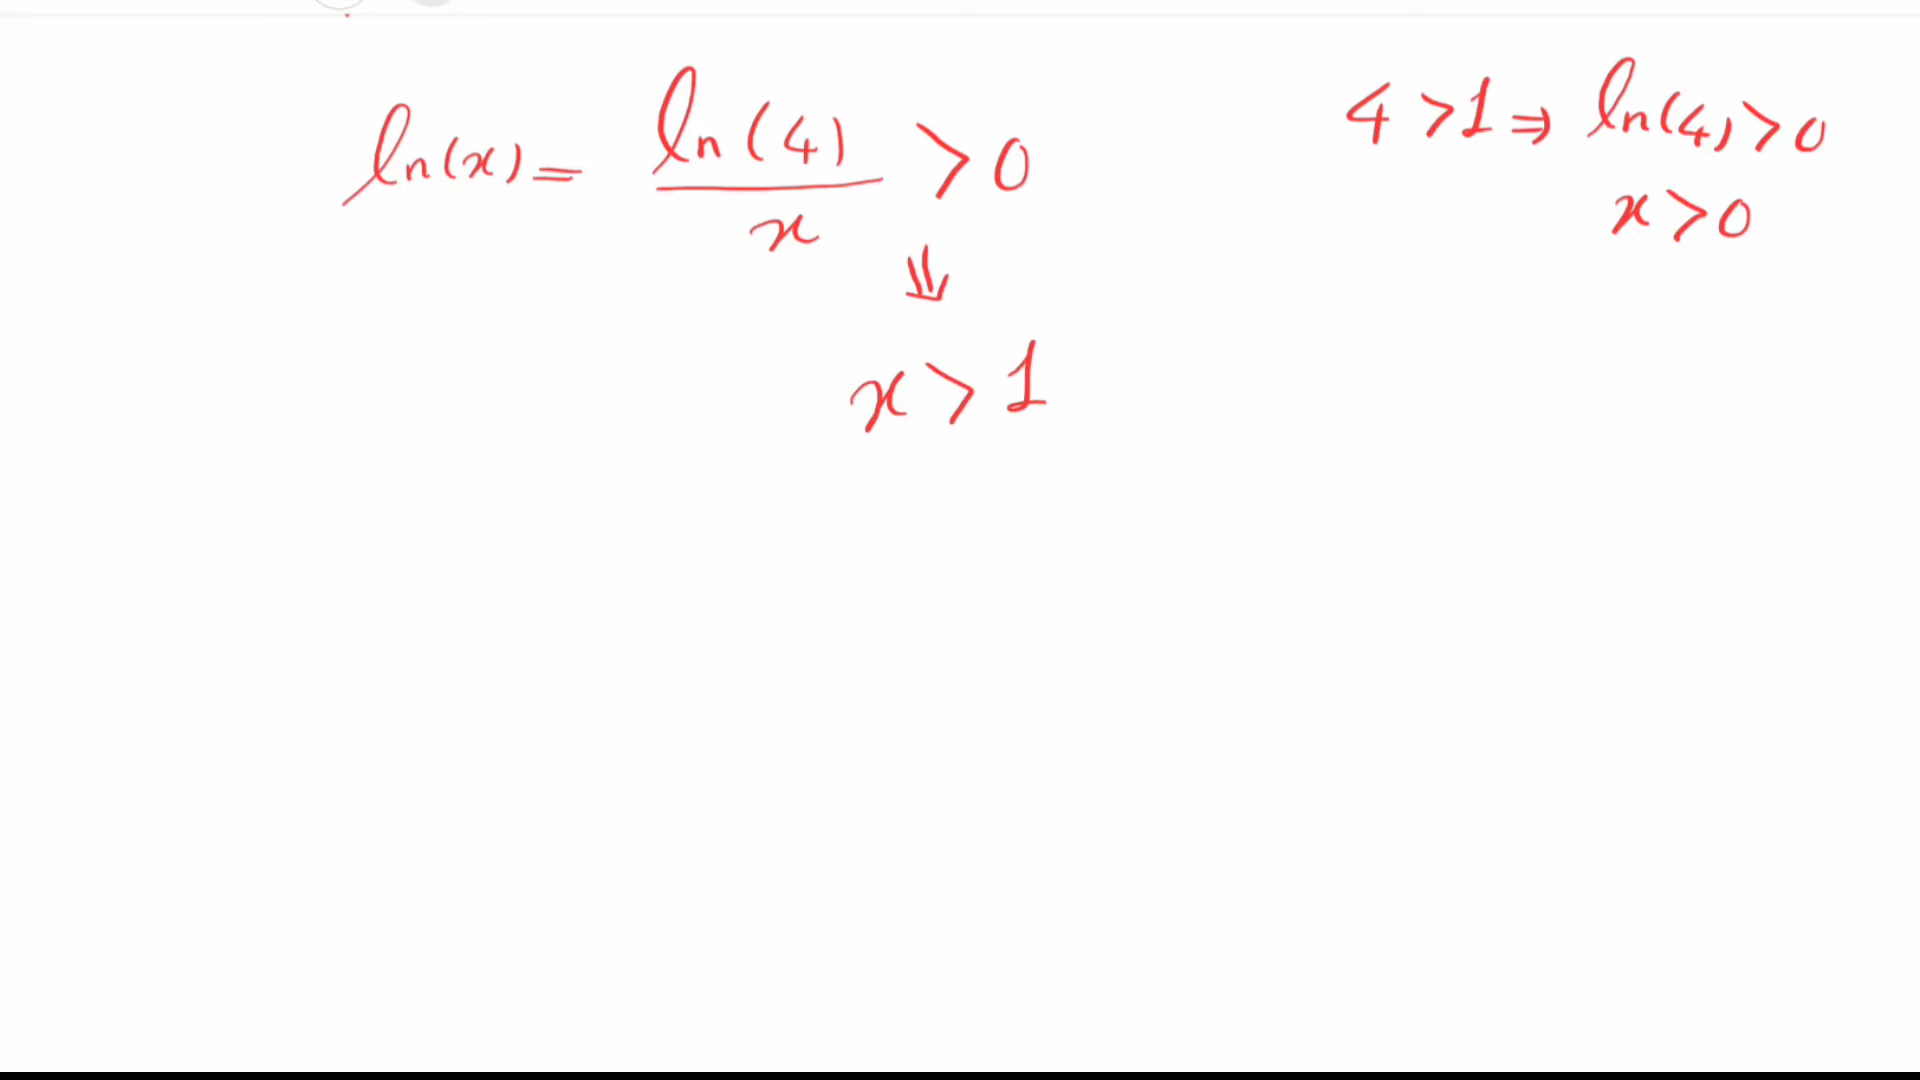 ln(x) = ln(4)/x > 0
⇓
x > 1
4 > 1 ⇒ ln(4) > 0
x > 0